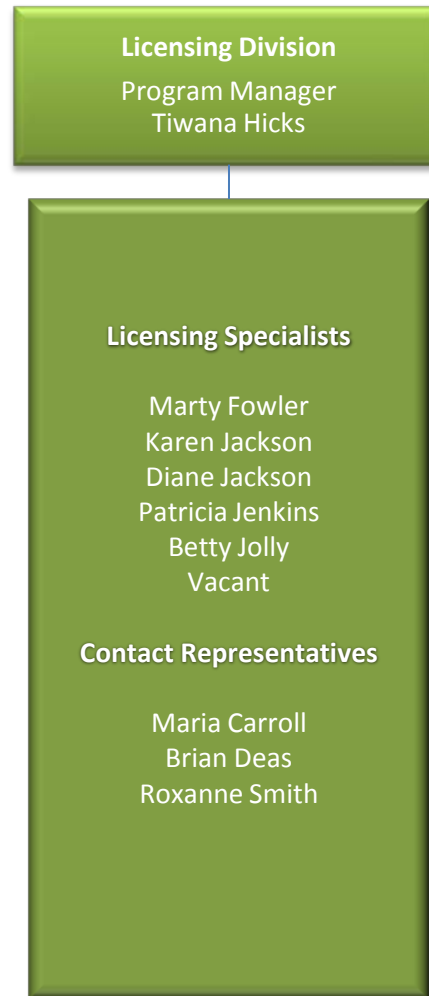 Licensing Division
Program Manager
Tiwana Hicks
Licensing Specialists
Marty Fowler
Karen Jackson
Diane Jackson
Patricia Jenkins
Betty Jolly
Vacant
Contact Representatives
Maria Carroll
Brian Deas
Roxanne Smith